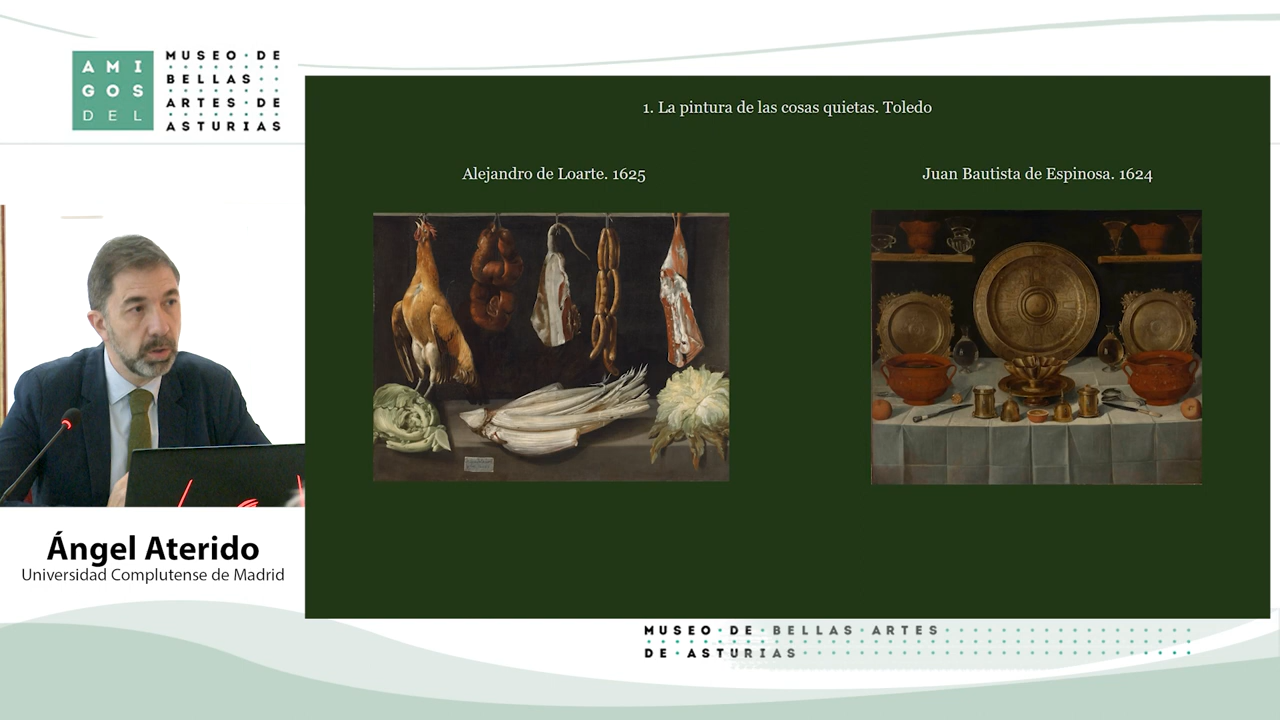 AMI
GOS
DEL
MUSEO · DE
BELLAS
ARTES · DE
ASTURIAS
1. La pintura de las cosas quietas. Toledo
Alejandro de Loarte. 1625
Juan Bautista de Espinosa. 1624
Ángel Aterido
Universidad Complutense de Madrid
MUSEO · DE · BELLAS · ARTES
DE · ASTURIAS